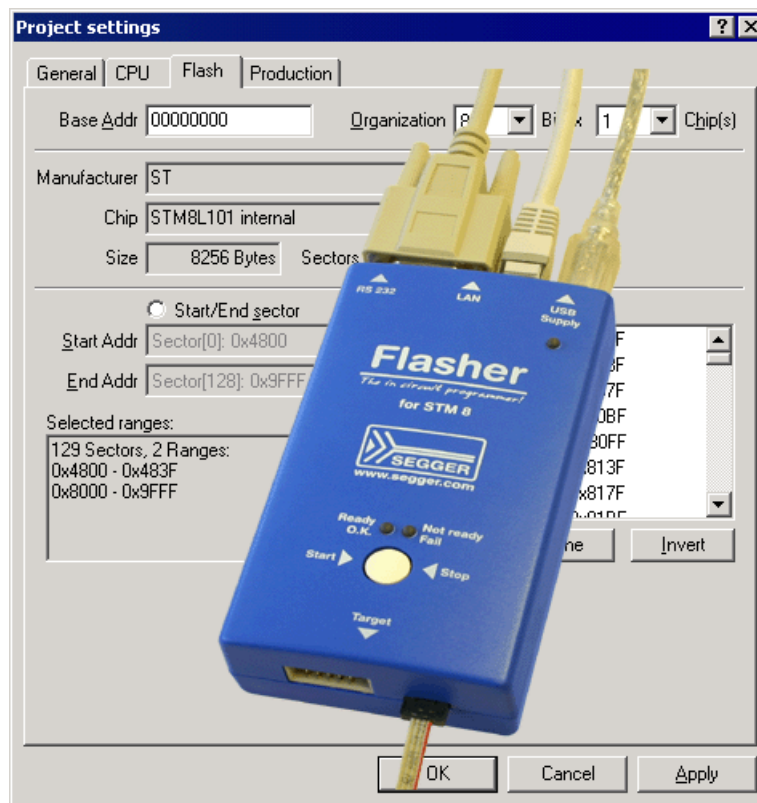 Project settings
General CPU Flash Production
Base Addr 00000000 Organization 8 Bit x 1 Chip(s)
Manufacturer ST
Chip STM8L101 internal
Size 8256 Bytes Sectors
RS 232 LAN USB Supply
Start/End sector
Start Addr Sector[0]: 0x4800
End Addr Sector[128]: 0x9FFF
Flasher
The in circuit programmer!
for STM 8
SEGGER
www.segger.com
Selected ranges:
129 Sectors, 2 Ranges:
0x4800 - 0x483F
0x8000 - 0x9FFF
813F
x817F
Ready O.K. Not ready Fail
Start Stop
Target
Invert
OK Cancel Apply